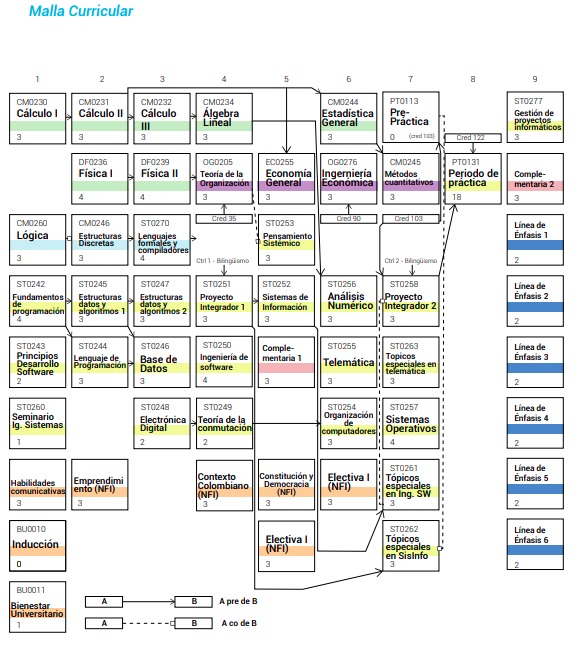 Malla Curricular
1 2 3 4 5 6 7 8 9
CM0230
Cálculo I
3
CM0231
Cálculo II
3
CM0232
Cálculo
III
3
CM0234
Álgebra
Lineal
3
CM0244
Estadística
General
3
PT0113
Pre-
Práctica
0 (cred 103)
ST0277
Gestión de
proyectos
informáticos
3
Cred 122
DF0236
Física I
4
DF0239
Física II
4
OG0205
Teoría de la
Organización
3
EC0255
Economía
General
3
OG0276
Ingeniería
Económica
3
CM0245
Métodos
cuantitativos
3
PT0131
Periodo de
práctica
18
Comple-
mentaria 2
3
Cred 35
Cred 90
Cred 103
CM0260
Lógica
3
CM0246
Estructuras
Discretas
3
ST0270
Lenguajes
formales y
compiladores
4
ST0253
Pensamiento
Sistémico
3
Línea de
Énfasis 1
2
Ctrl 1 - Bilingüismo
Ctrl 2 - Bilingüismo
ST0242
Fundamentos
de
programación
4
ST0245
Estructuras
datos y
algoritmos 1
3
ST0247
Estructuras
datos y
algoritmos 2
3
ST0251
Proyecto
Integrador 1
3
ST0252
Sistemas de
Información
3
ST0256
Análisis
Numérico
3
ST0258
Proyecto
Integrador 2
3
Línea de
Énfasis 2
2
ST0243
Principios
Desarrollo
Software
2
ST0244
Lenguaje de
Programación
3
ST0246
Base de
Datos
3
ST0250
Ingeniería de
software
4
Comple-
mentaria 1
3
ST0255
Telemática
3
ST0263
Topicos
especiales en
telemática
3
Línea de
Énfasis 3
2
ST0260
Seminario
Ig. Sistemas
1
ST0248
Electrónica
Digital
2
ST0249
Teoría de la
conmutación
2
ST0254
Organización
de
computadores
3
ST0257
Sistemas
Operativos
4
Línea de
Énfasis 4
2
Habilidades
comunicativas
3
Emprendimi
ento (NFI)
3
Contexto
Colombiano
(NFI)
3
Constitución y
Democracia
(NFI)
3
Electiva I
(NFI)
3
ST0261
Tópicos
especiales
en Ing. SW
3
Línea de
Énfasis 5
2
BU0010
Inducción
0
Electiva I
(NFI)
3
ST0262
Tópicos
especiales
en SisInfo
3
Línea de
Énfasis 6
2
BU0011
Bienestar
Universitario
1
A B A pre de B
A B A co de B